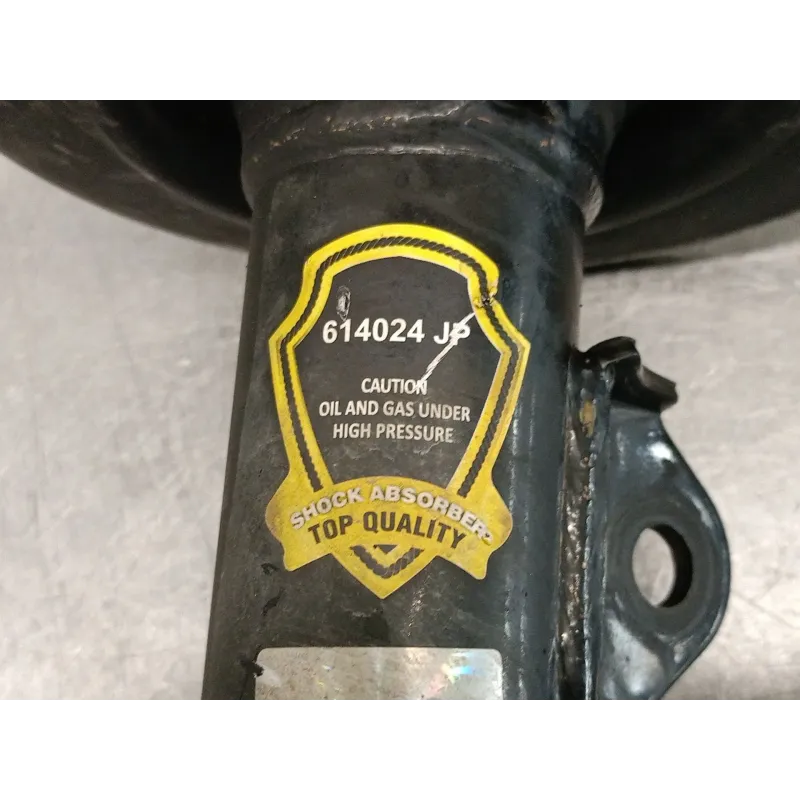 614024 JP
CAUTION
OIL AND GAS UNDER
HIGH PRESSURE
SHOCK ABSORBER
TOP QUALITY